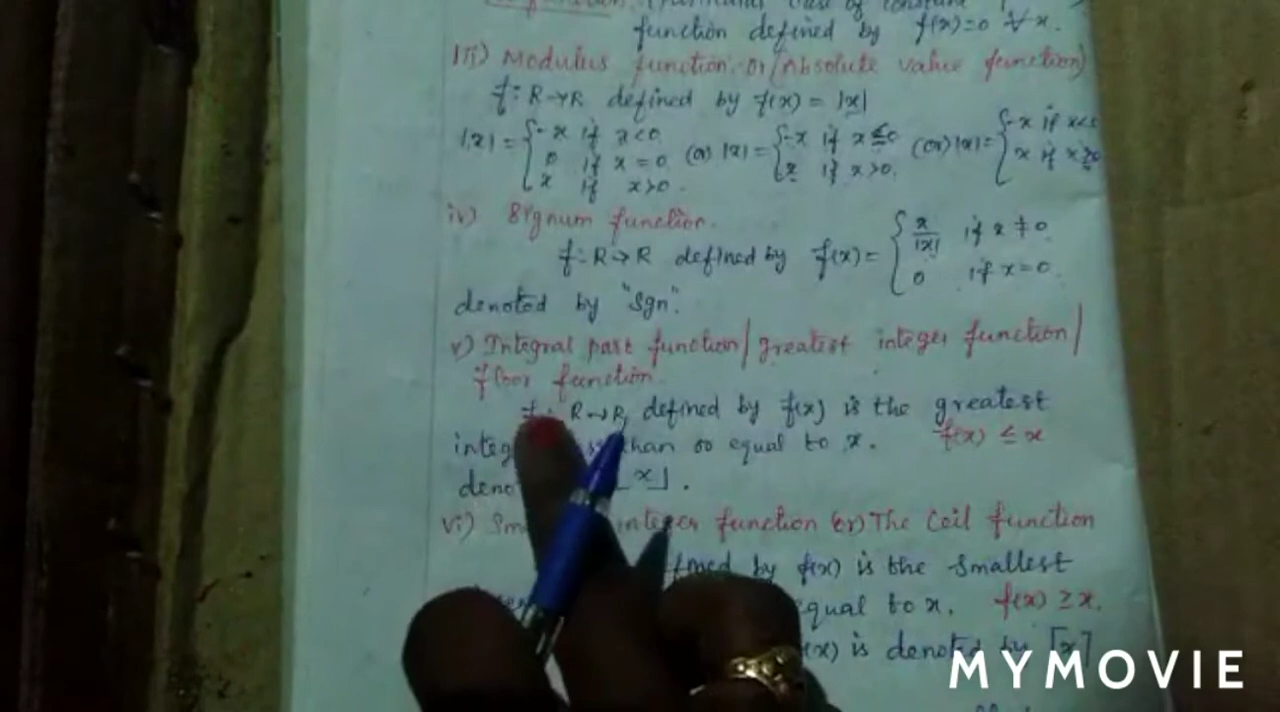 function defined by f(x)=0 ∀ x.
iii) Modulus function or (Absolute value function)
f: R→R defined by f(x) = |x|
|x| = { -x if x<0 0 if x = 0 x if x>0. (or) |x| = { -x if x≤0 x if x>0. (or) |x| = { -x if x<0 x if x≥0
iv) Signum function.
f: R→R defined by f(x) = { x/|x| if x ≠ 0 0 if x = 0.
denoted by "Sgn".
v) Integral part function/greatest integer function/
floor function.
f: R→R, defined by f(x) is the greatest
than or equal to x. f(x) ≤ x
x⌋.
vi) integer function (or) The Ceil function
by f(x) is the smallest
equal to x. f(x) ≥ x.
(x) is denoted by ⌈x⌉
MYMOVIE